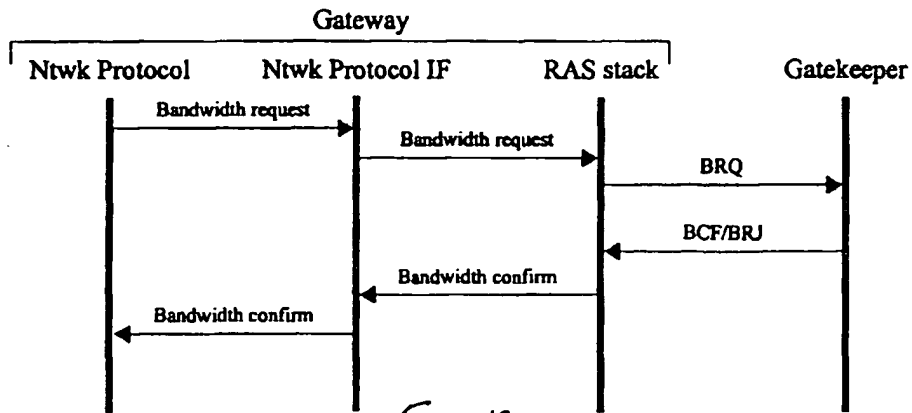 Gateway
Ntwk Protocol Ntwk Protocol IF RAS stack Gatekeeper
Bandwidth request
Bandwidth request
BRQ
BCF/BRJ
Bandwidth confirm
Bandwidth confirm